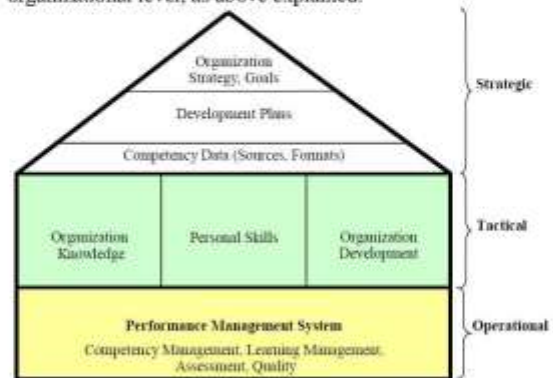 organizational level, as above explained.
Organization
Strategy, Goals
Strategic
Development Plans
Competency Data (Sources, Formats)
Organization
Knowledge
Personal Skills
Organization
Development
Tactical
Performance Management System
Operational
Competency Management, Learning Management,
Assessment, Quality